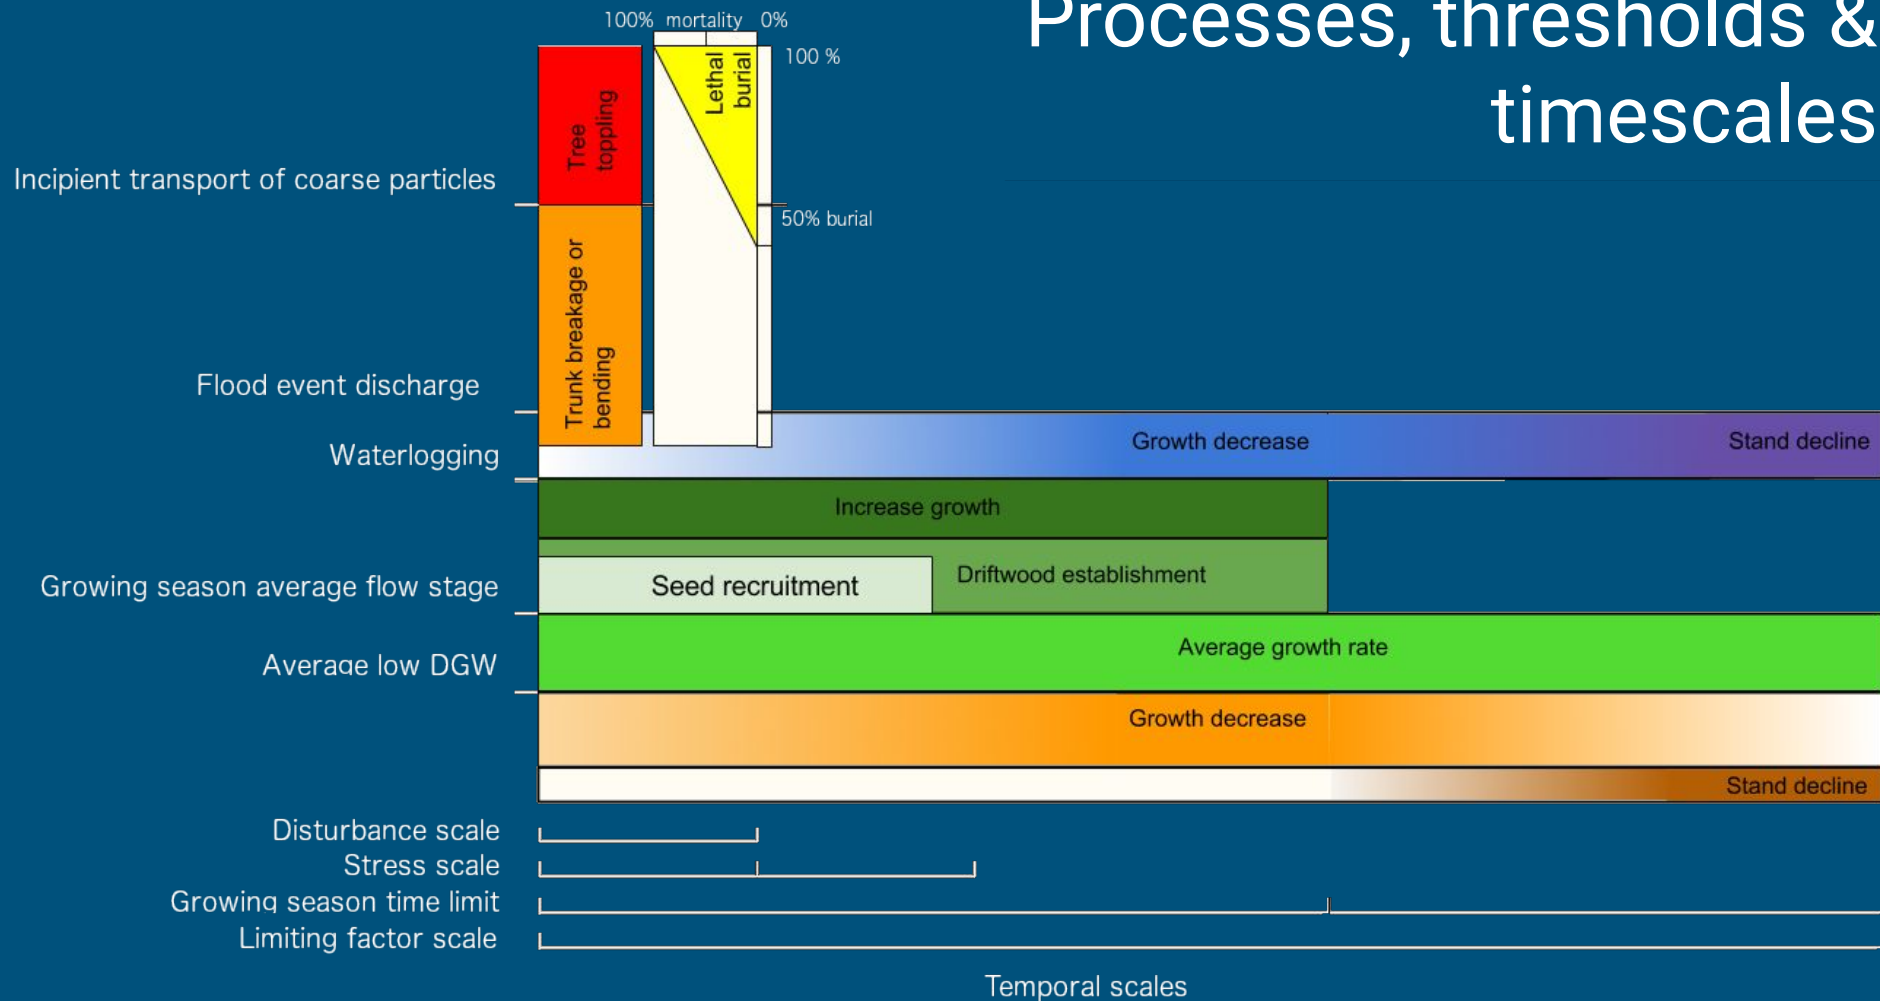 Processes, thresholds &
timescales
100% mortality 0%
100 %
Lethal
burial
Tree
toppling
Incipient transport of coarse particles
50% burial
Trunk breakage or
bending
Flood event discharge
Growth decrease
Stand decline
Waterlogging
Increase growth
Growing season average flow stage
Seed recruitment
Driftwood establishment
Average low DGW
Average growth rate
Growth decrease
Stand decline
Disturbance scale
Stress scale
Growing season time limit
Limiting factor scale
Temporal scales